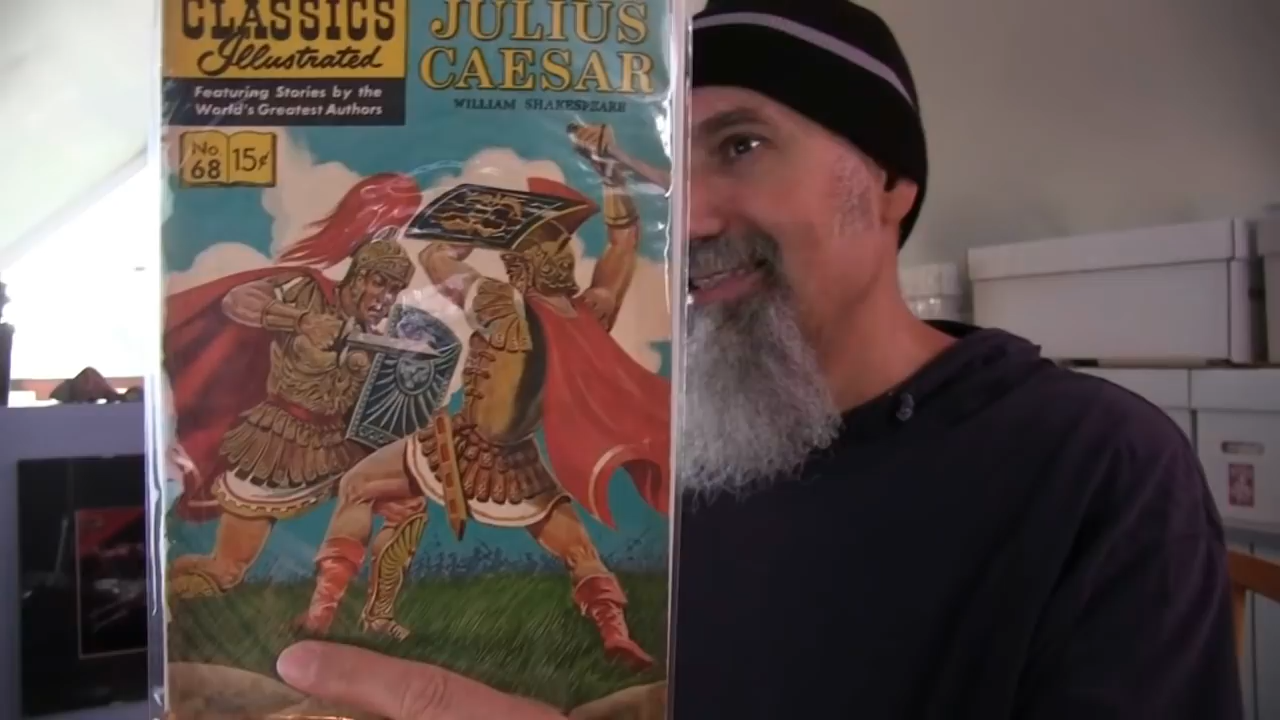 CLASSICS
Illustrated
Featuring Stories by the
World's Greatest Authors
No
68
15¢
JULIUS
CAESAR
WILLIAM SHAKESPEARE